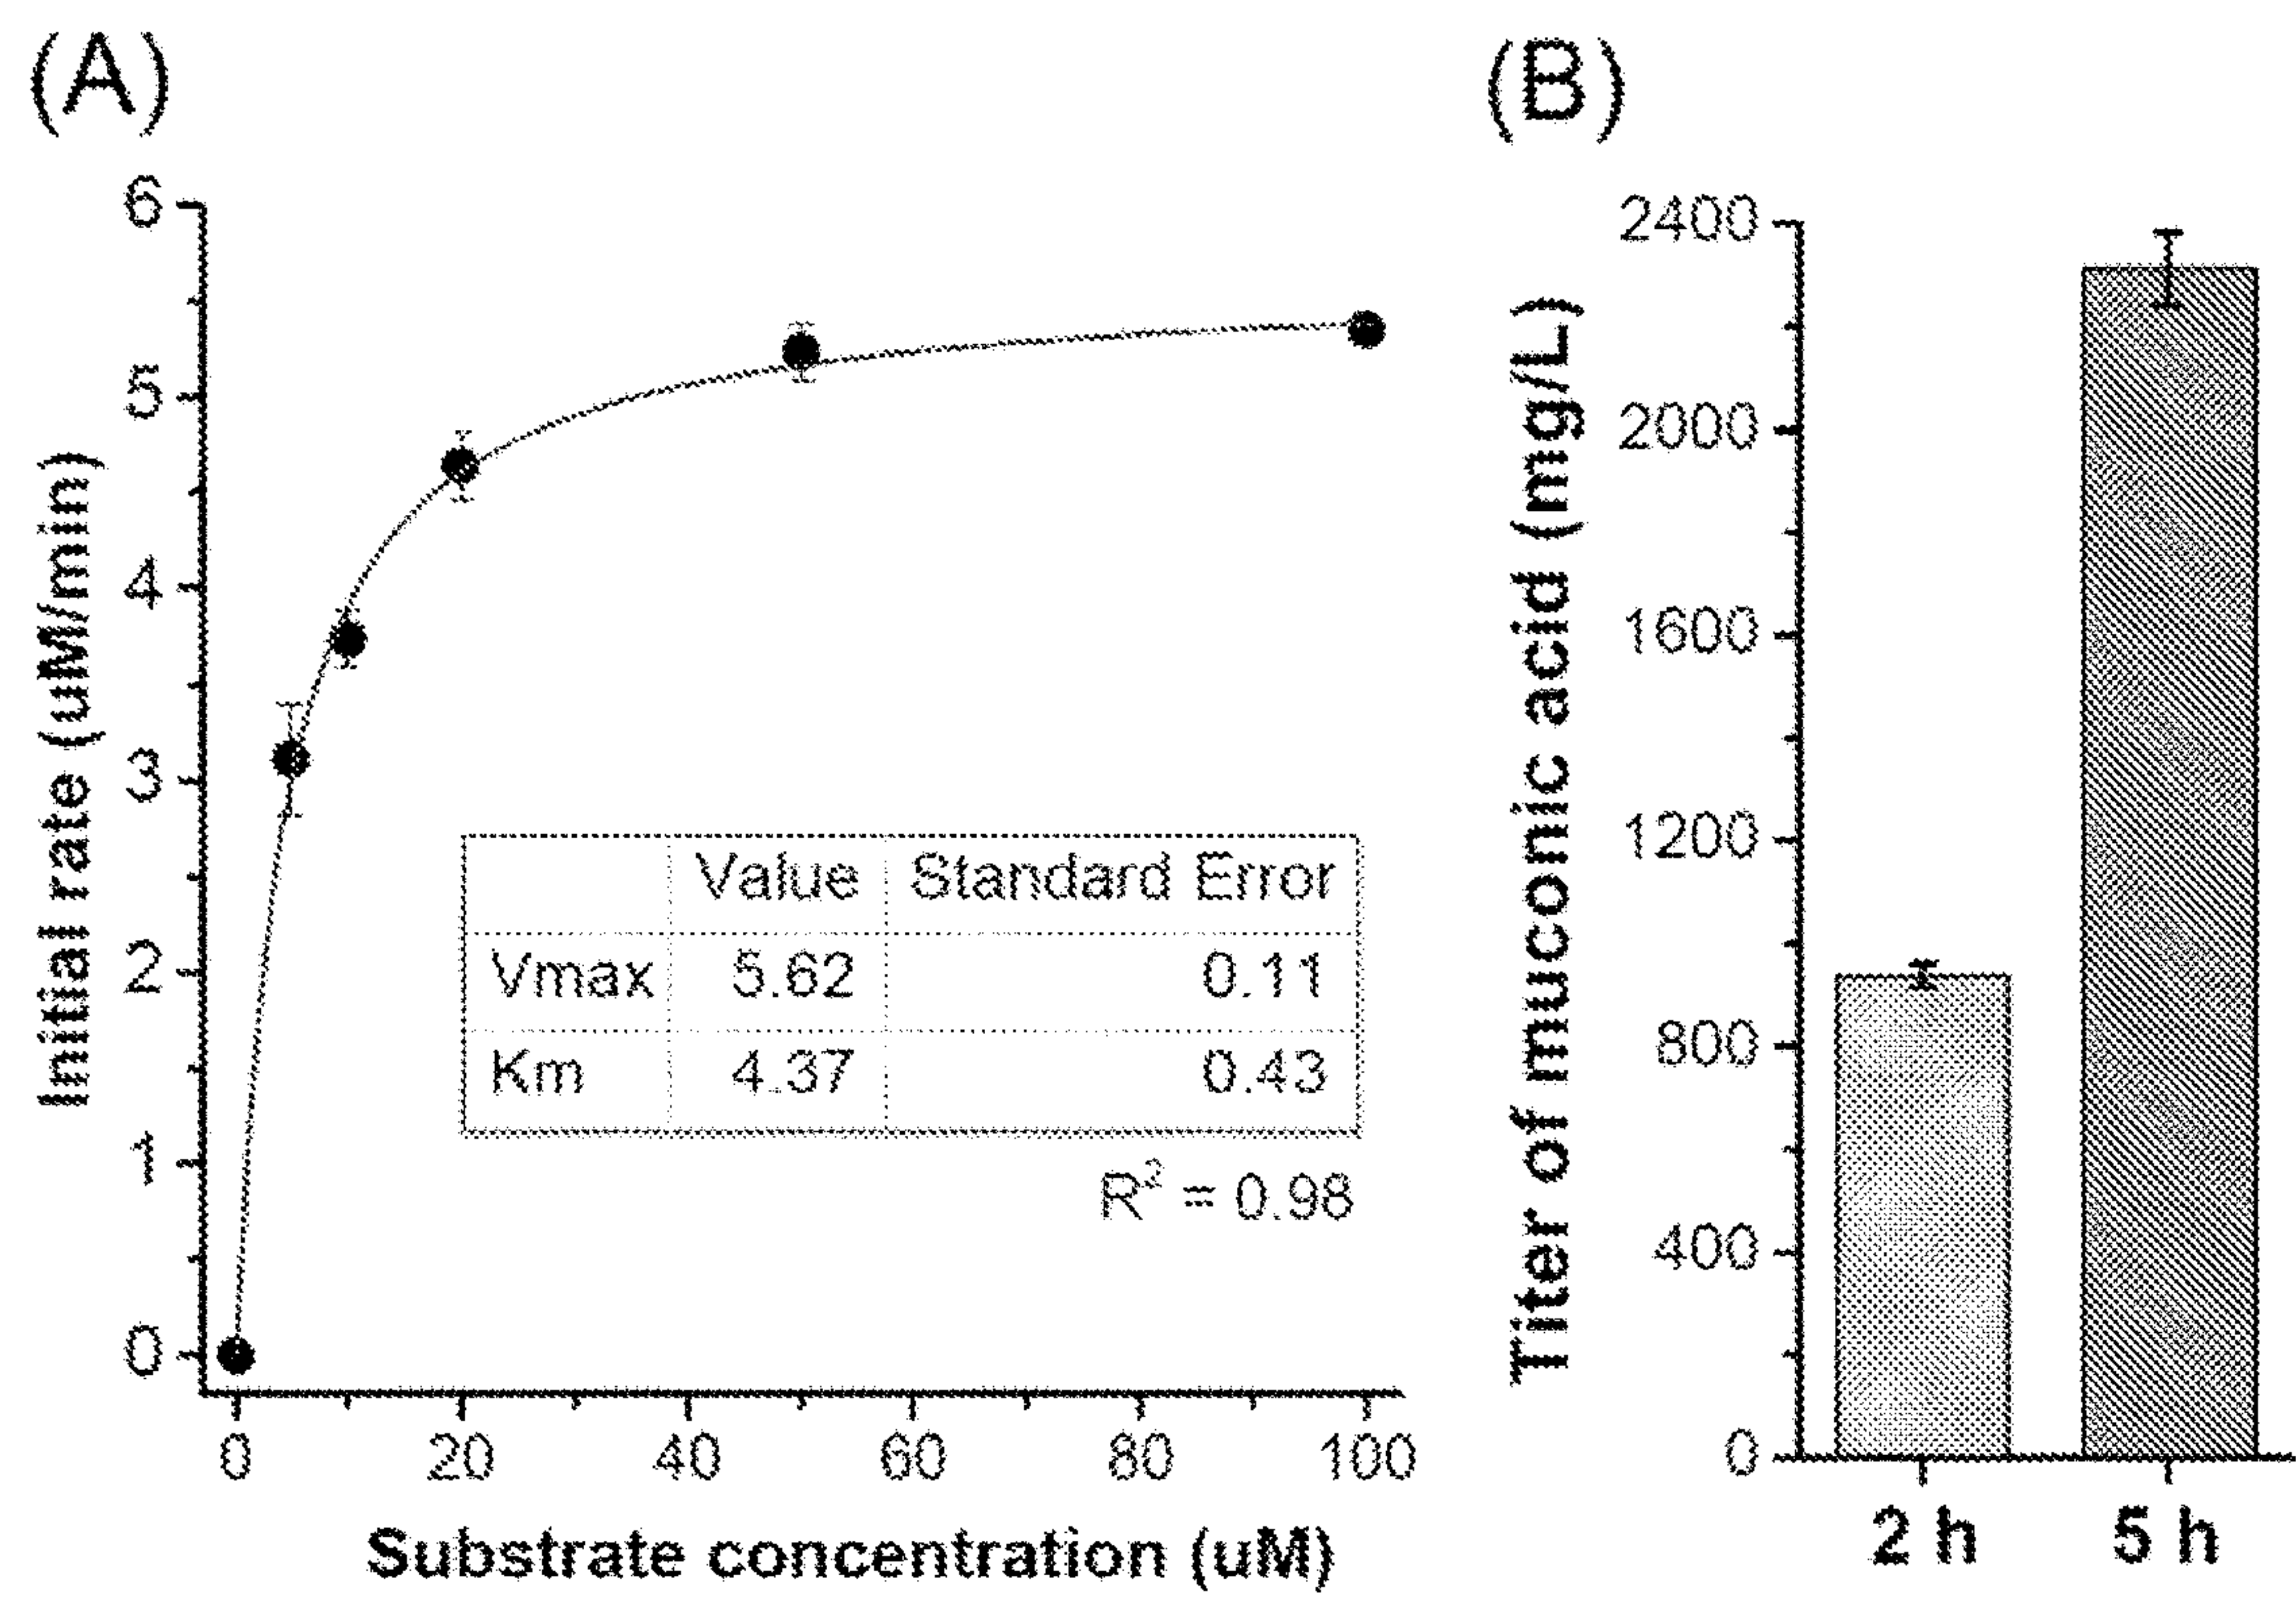 (A)
Initial rate (uM/min)
6
5
4
3
2
1
0
0 20 40 60 80 100
Substrate concentration (uM)
Value Standard Error
Vmax 5.62 0.11
Km 4.37 0.43
R² = 0.98
(B)
Titer of muconic acid (mg/L)
2400
2000
1600
1200
800
400
0
2 h 5 h